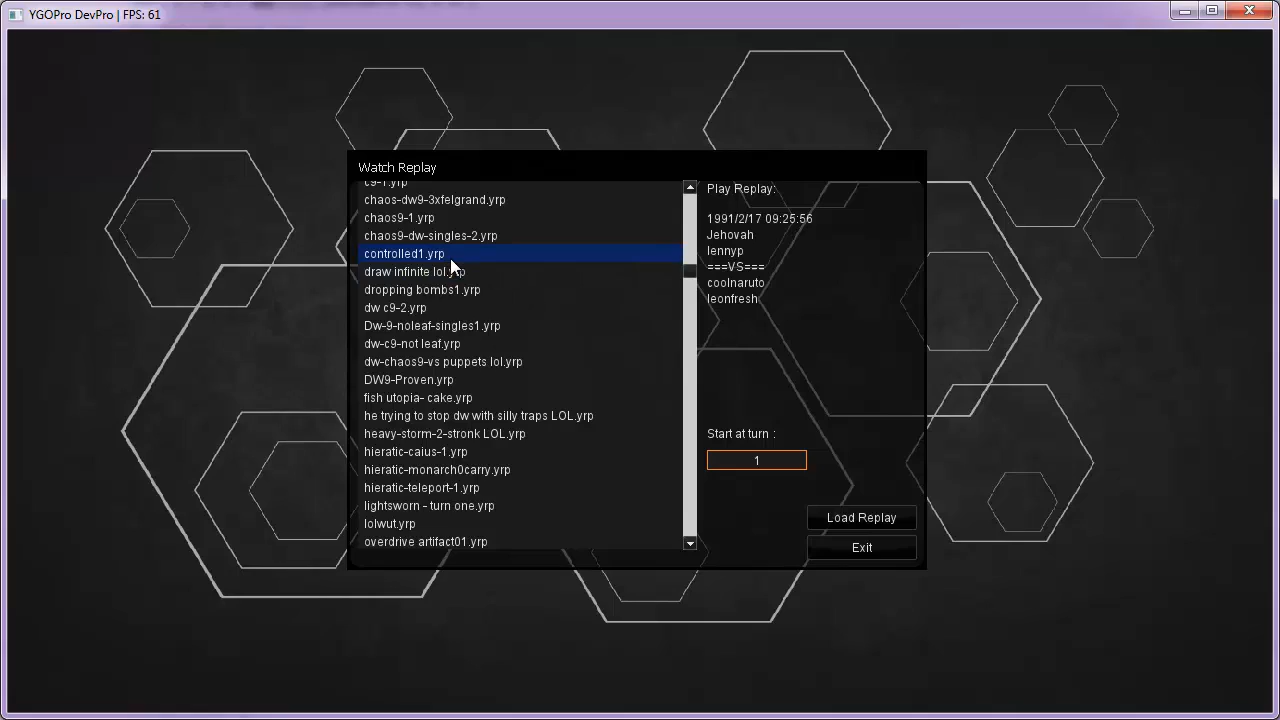 YGOPro DevPro | FPS: 61
Watch Replay
c9-1.yrp
chaos-dw9-3xfelgrand.yrp
chaos9-1.yrp
chaos9-dw-singles-2.yrp
controlled1.yrp
draw infinite lol.yrp
dropping bombs1.yrp
dw c9-2.yrp
Dw-9-noleaf-singles1.yrp
dw-c9-not leaf.yrp
dw-chaos9-vs puppets lol.yrp
DW9-Proven.yrp
fish utopia- cake.yrp
he trying to stop dw with silly traps LOL.yrp
heavy-storm-2-stronk LOL.yrp
hieratic-caius-1.yrp
hieratic-monarch0carry.yrp
hieratic-teleport-1.yrp
lightsworn - turn one.yrp
lolwut.yrp
overdrive artifact01.yrp
Play Replay:
1991/2/17 09:25:56
Jehovah
lennyp
===VS===
coolnaruto
leonfresh
Start at turn :
1
Load Replay
Exit